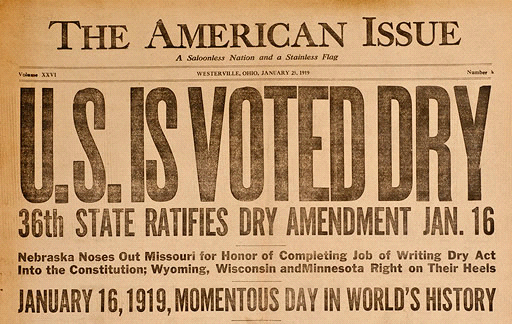 THE AMERICAN ISSUE
A Saloonless Nation and a Stainless Flag
Volume XXVI WESTERVILLE, OHIO, JANUARY 25, 1919 Number
U.S. IS VOTED DRY
36th STATE RATIFIES DRY AMENDMENT JAN. 16
Nebraska Noses Out Missouri for Honor of Completing Job of Writing Dry Act
Into the Constitution; Wyoming, Wisconsin andMinnesota Right on Their Heels
JANUARY 16, 1919, MOMENTOUS DAY IN WORLD'S HISTORY